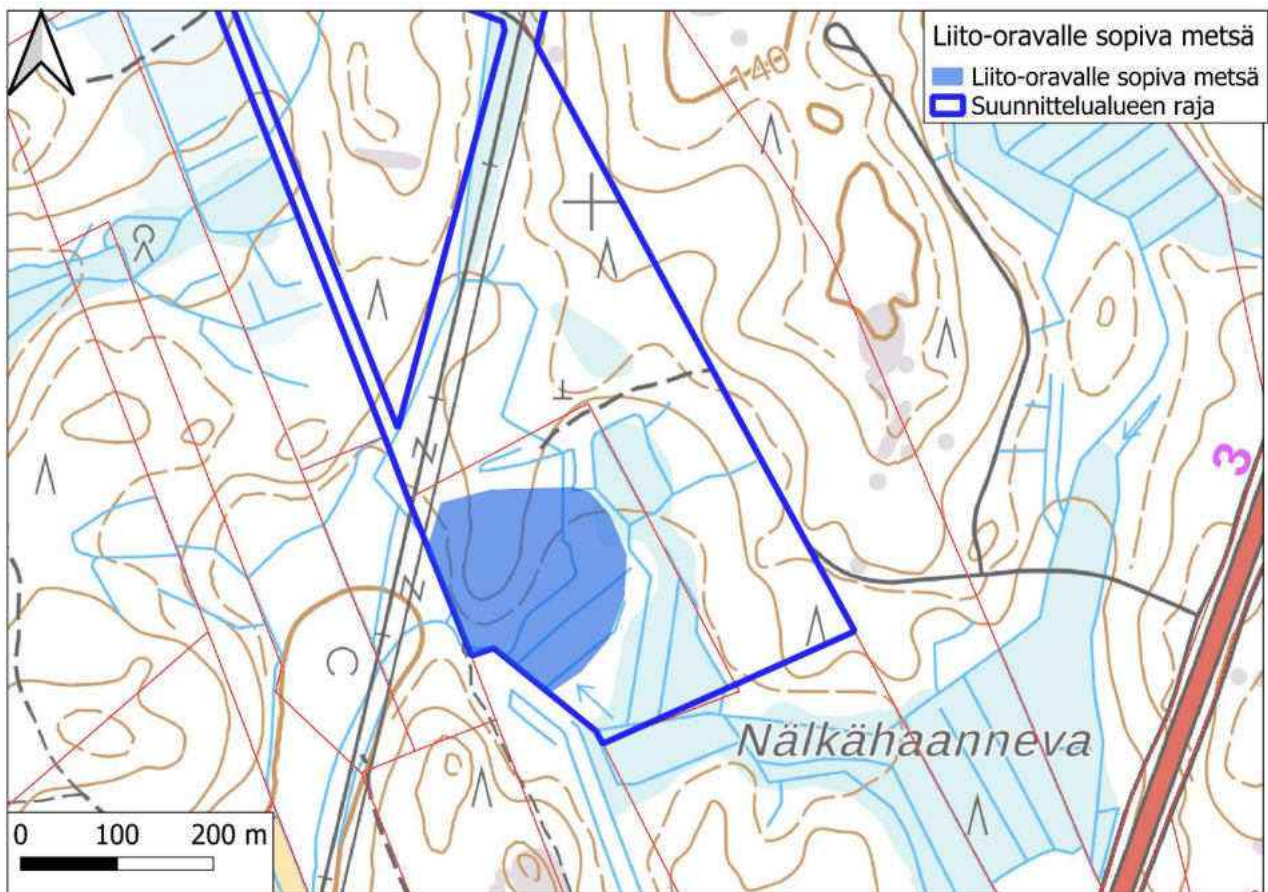 Liito-oravalle sopiva metsä
Liito-oravalle sopiva metsä
Suunnittelualueen raja
140
3
Nälkähaanneva
0 100 200 m